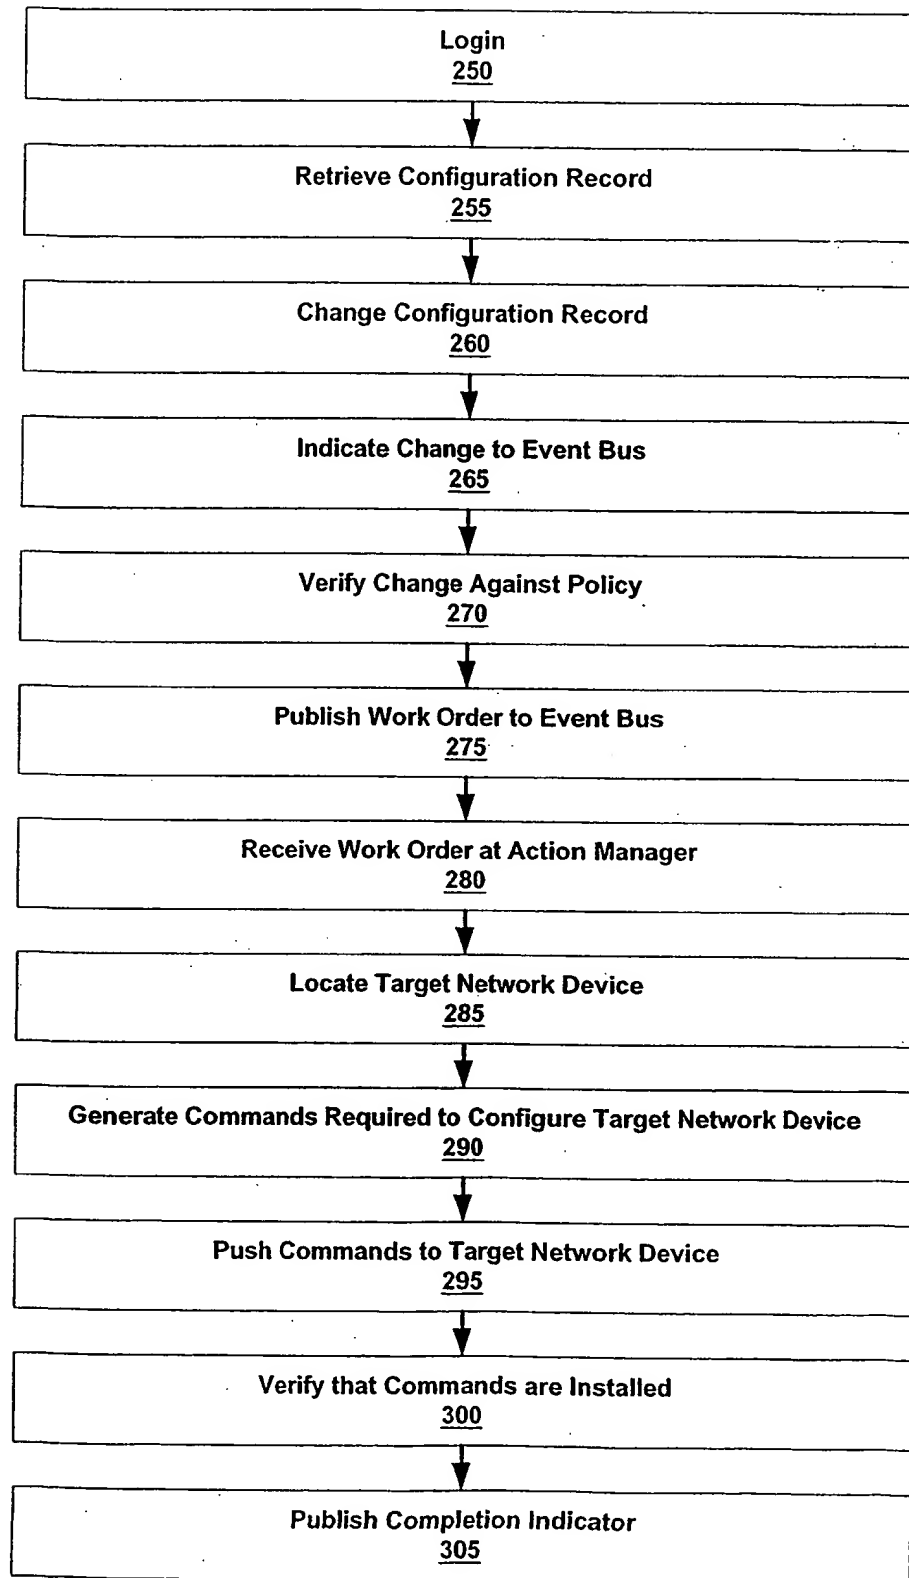 Login
250
Retrieve Configuration Record
255
Change Configuration Record
260
Indicate Change to Event Bus
265
Verify Change Against Policy
270
Publish Work Order to Event Bus
275
Receive Work Order at Action Manager
280
Locate Target Network Device
285
Generate Commands Required to Configure Target Network Device
290
Push Commands to Target Network Device
295
Verify that Commands are Installed
300
Publish Completion Indicator
305